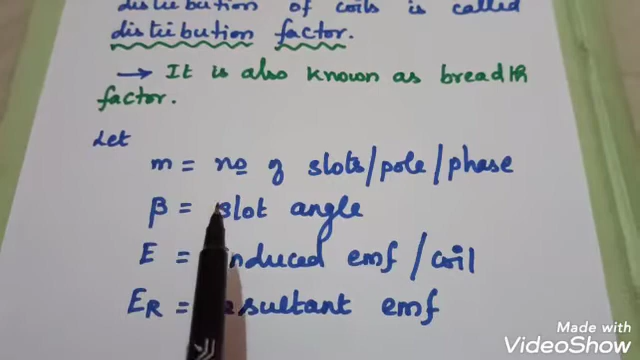 distribution of coils is called
distribution factor.
→ It is also known as breadth
factor.
Let
m = no of slots/pole/phase
β = slot angle
E = induced emf/coil
ER = resultant emf
Made with
VideoShow